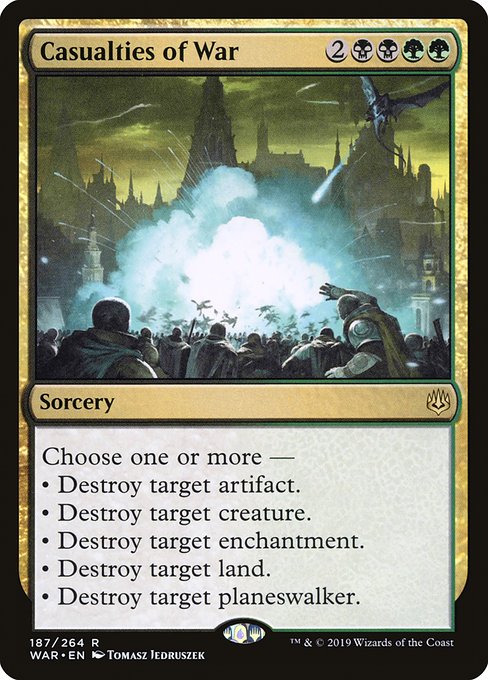 Casualties of War 2
Sorcery
Choose one or more —
• Destroy target artifact.
• Destroy target creature.
• Destroy target enchantment.
• Destroy target land.
• Destroy target planeswalker.
187/264 R
™ & © 2019 Wizards of the Coast
WAR • EN Tomasz Jedruszek